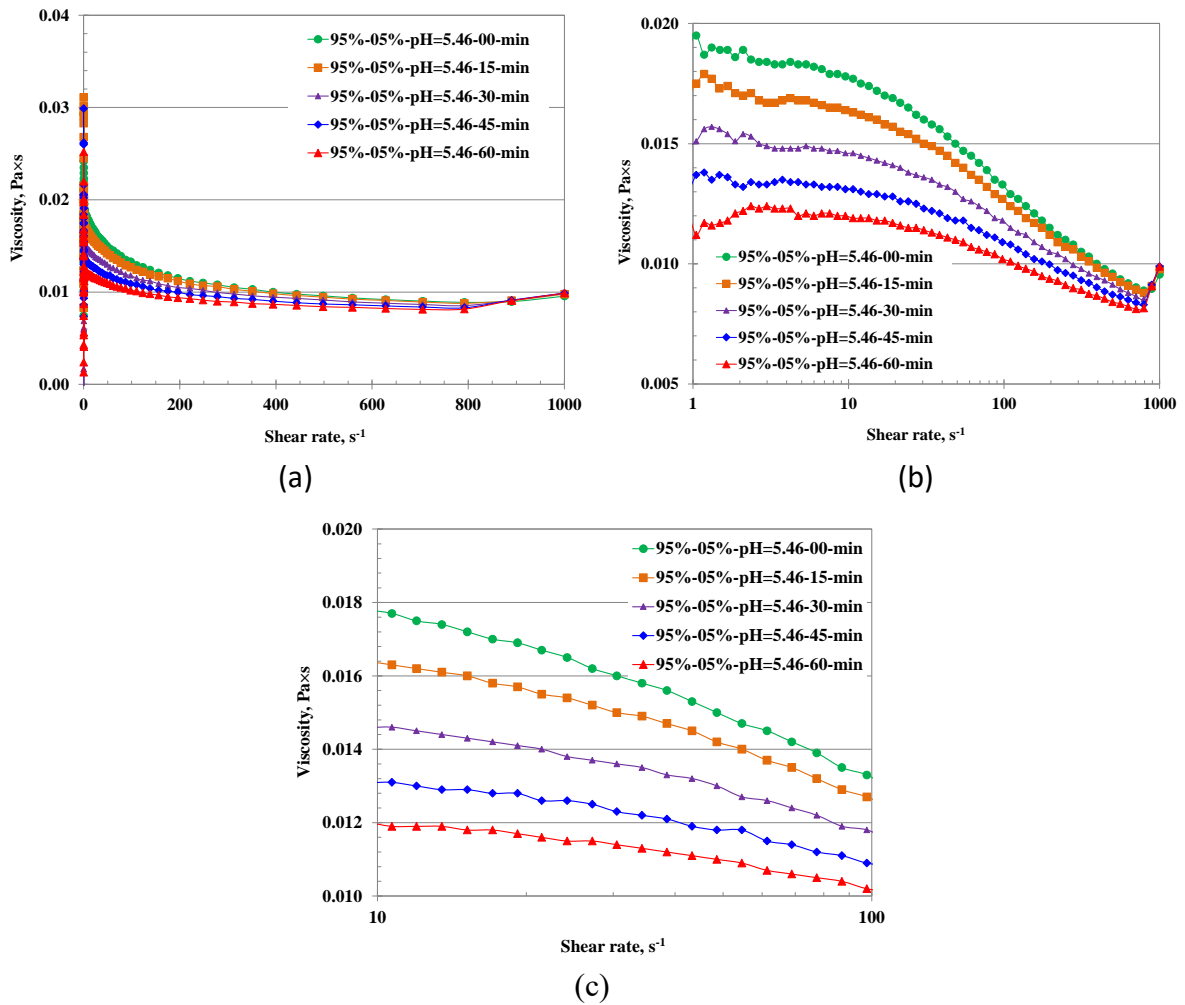 0.04
0.03
0.02
0.01
0.00
Viscosity, Pa×s
95%-05%-pH=5.46-00-min
95%-05%-pH=5.46-15-min
95%-05%-pH=5.46-30-min
95%-05%-pH=5.46-45-min
95%-05%-pH=5.46-60-min
0 200 400 600 800 1000
Shear rate, s⁻¹
(a)
0.020
0.015
0.010
0.005
Viscosity, Pa×s
95%-05%-pH=5.46-00-min
95%-05%-pH=5.46-15-min
95%-05%-pH=5.46-30-min
95%-05%-pH=5.46-45-min
95%-05%-pH=5.46-60-min
1 10 100 1000
Shear rate, s⁻¹
(b)
0.020
0.018
0.016
0.014
0.012
0.010
Viscosity, Pa×s
95%-05%-pH=5.46-00-min
95%-05%-pH=5.46-15-min
95%-05%-pH=5.46-30-min
95%-05%-pH=5.46-45-min
95%-05%-pH=5.46-60-min
10 100
Shear rate, s⁻¹
(c)